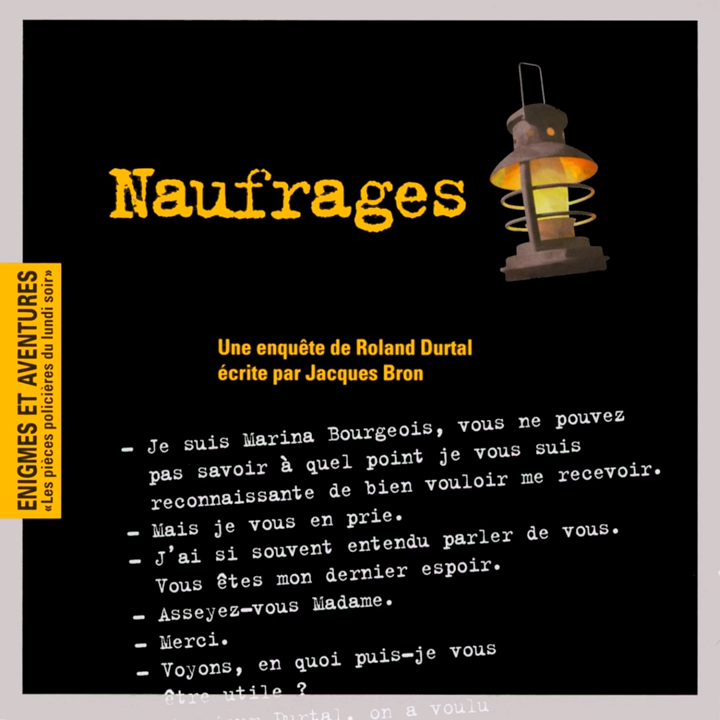 Naufrages
ENIGMES ET AVENTURES
«Les pièces policières du lundi soir»
Une enquête de Roland Durtal
écrite par Jacques Bron
– Je suis Marina Bourgeois, vous ne pouvez
pas savoir à quel point je vous suis
reconnaissante de bien vouloir me recevoir.
– Mais je vous en prie.
– J'ai si souvent entendu parler de vous.
Vous êtes mon dernier espoir.
– Asseyez-vous Madame.
– Merci.
– Voyons, en quoi puis-je vous
être utile ?
Durtal, on a voulu